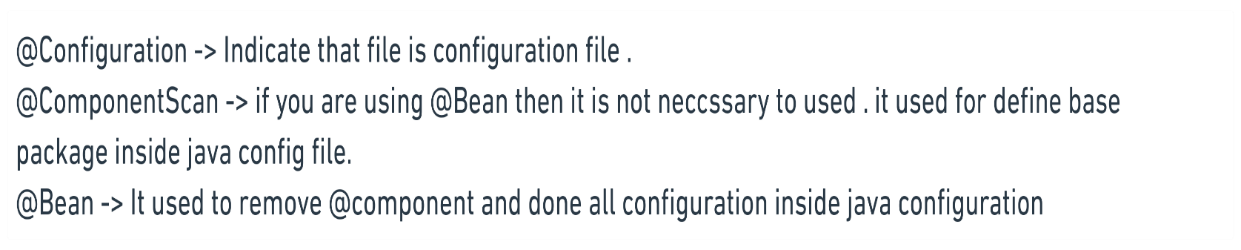 @Configuration -> Indicate that file is configuration file .
@ComponentScan -> if you are using @Bean then it is not neccssary to used . it used for define base
package inside java config file.
@Bean -> It used to remove @component and done all configuration inside java configuration